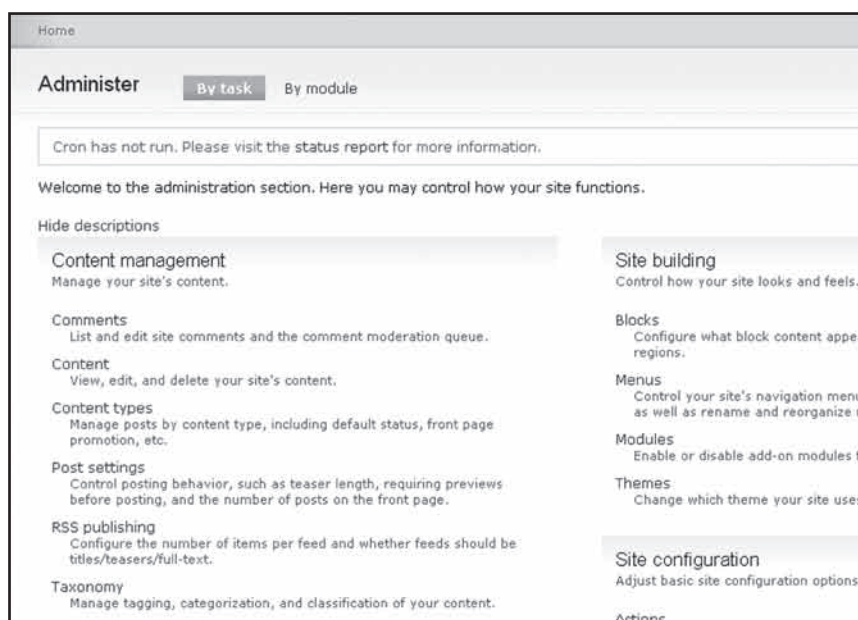 Home
Administer
By task
By module
Cron has not run. Please visit the status report for more information.
Welcome to the administration section. Here you may control how your site functions.
Hide descriptions
Content management
Manage your site's content.
Comments
List and edit site comments and the comment moderation queue.
Content
View, edit, and delete your site's content.
Content types
Manage posts by content type, including default status, front page
promotion, etc.
Post settings
Control posting behavior, such as teaser length, requiring previews
before posting, and the number of posts on the front page.
RSS publishing
Configure the number of items per feed and whether feeds should be
titles/teasers/full-text.
Taxonomy
Manage tagging, categorization, and classification of your content.
Site building
Control how your site looks and feels.
Blocks
Configure what block content appe
regions.
Menus
Control your site's navigation menu
as well as rename and reorganize
Modules
Enable or disable add-on modules
Themes
Change which theme your site uses
Site configuration
Adjust basic site configuration options
Actions